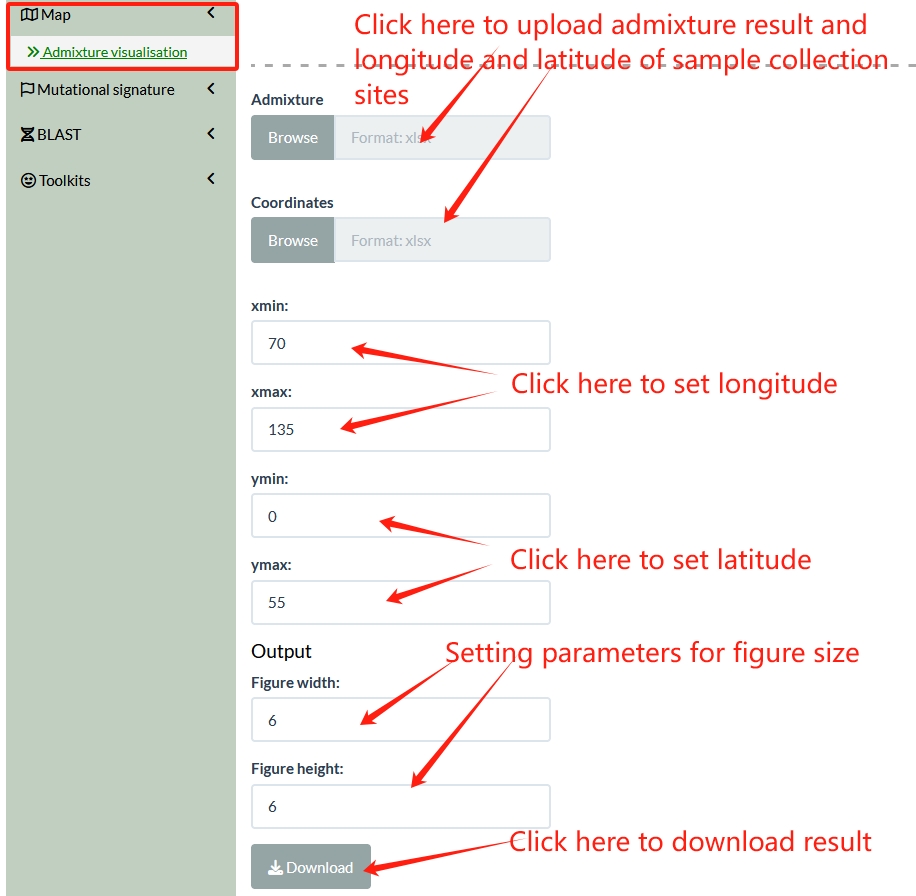 Map
Admixture visualisation
Mutational signature
BLAST
Toolkits
Click here to upload admixture result and
longitude and latitude of sample collection
sites
Admixture
Browse
Format: xlsx
Coordinates
Browse
Format: xlsx
xmin:
70
Click here to set longitude
xmax:
135
ymin:
0
Click here to set latitude
ymax:
55
Output
Setting parameters for figure size
Figure width:
6
Figure height:
6
Click here to download result
Download